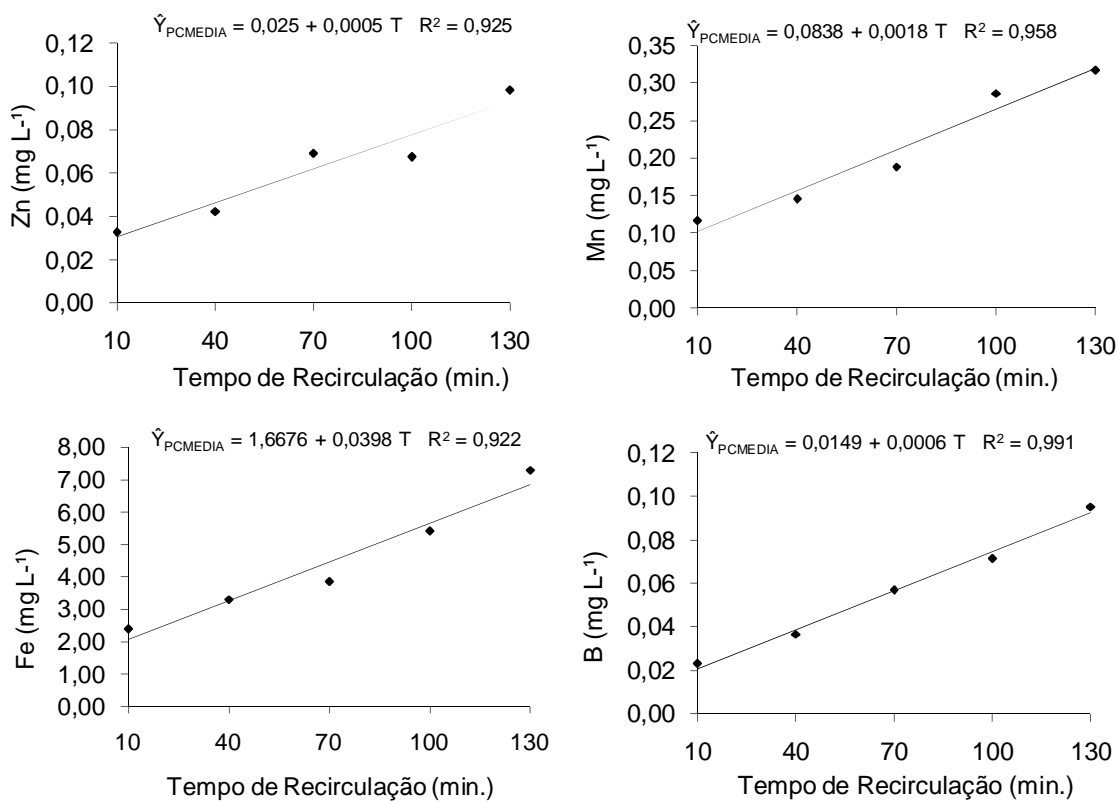 ŶPCMEDIA = 0,025 + 0,0005 T R² = 0,925
0,12
0,10
0,08
0,06
0,04
0,02
0,00
Zn (mg L-¹)
10 40 70 100 130
Tempo de Recirculação (min.)
ŶPCMEDIA = 0,0838 + 0,0018 T R² = 0,958
0,35
0,30
0,25
0,20
0,15
0,10
0,05
0,00
Mn (mg L-¹)
10 40 70 100 130
Tempo de Recirculação (min.)
ŶPCMEDIA = 1,6676 + 0,0398 T R² = 0,922
8,00
7,00
6,00
5,00
4,00
3,00
2,00
1,00
0,00
Fe (mg L-¹)
10 40 70 100 130
Tempo de Recirculação (min.)
ŶPCMEDIA = 0,0149 + 0,0006 T R² = 0,991
0,12
0,10
0,08
0,06
0,04
0,02
0,00
B (mg L-¹)
10 40 70 100 130
Tempo de Recirculação (min.)